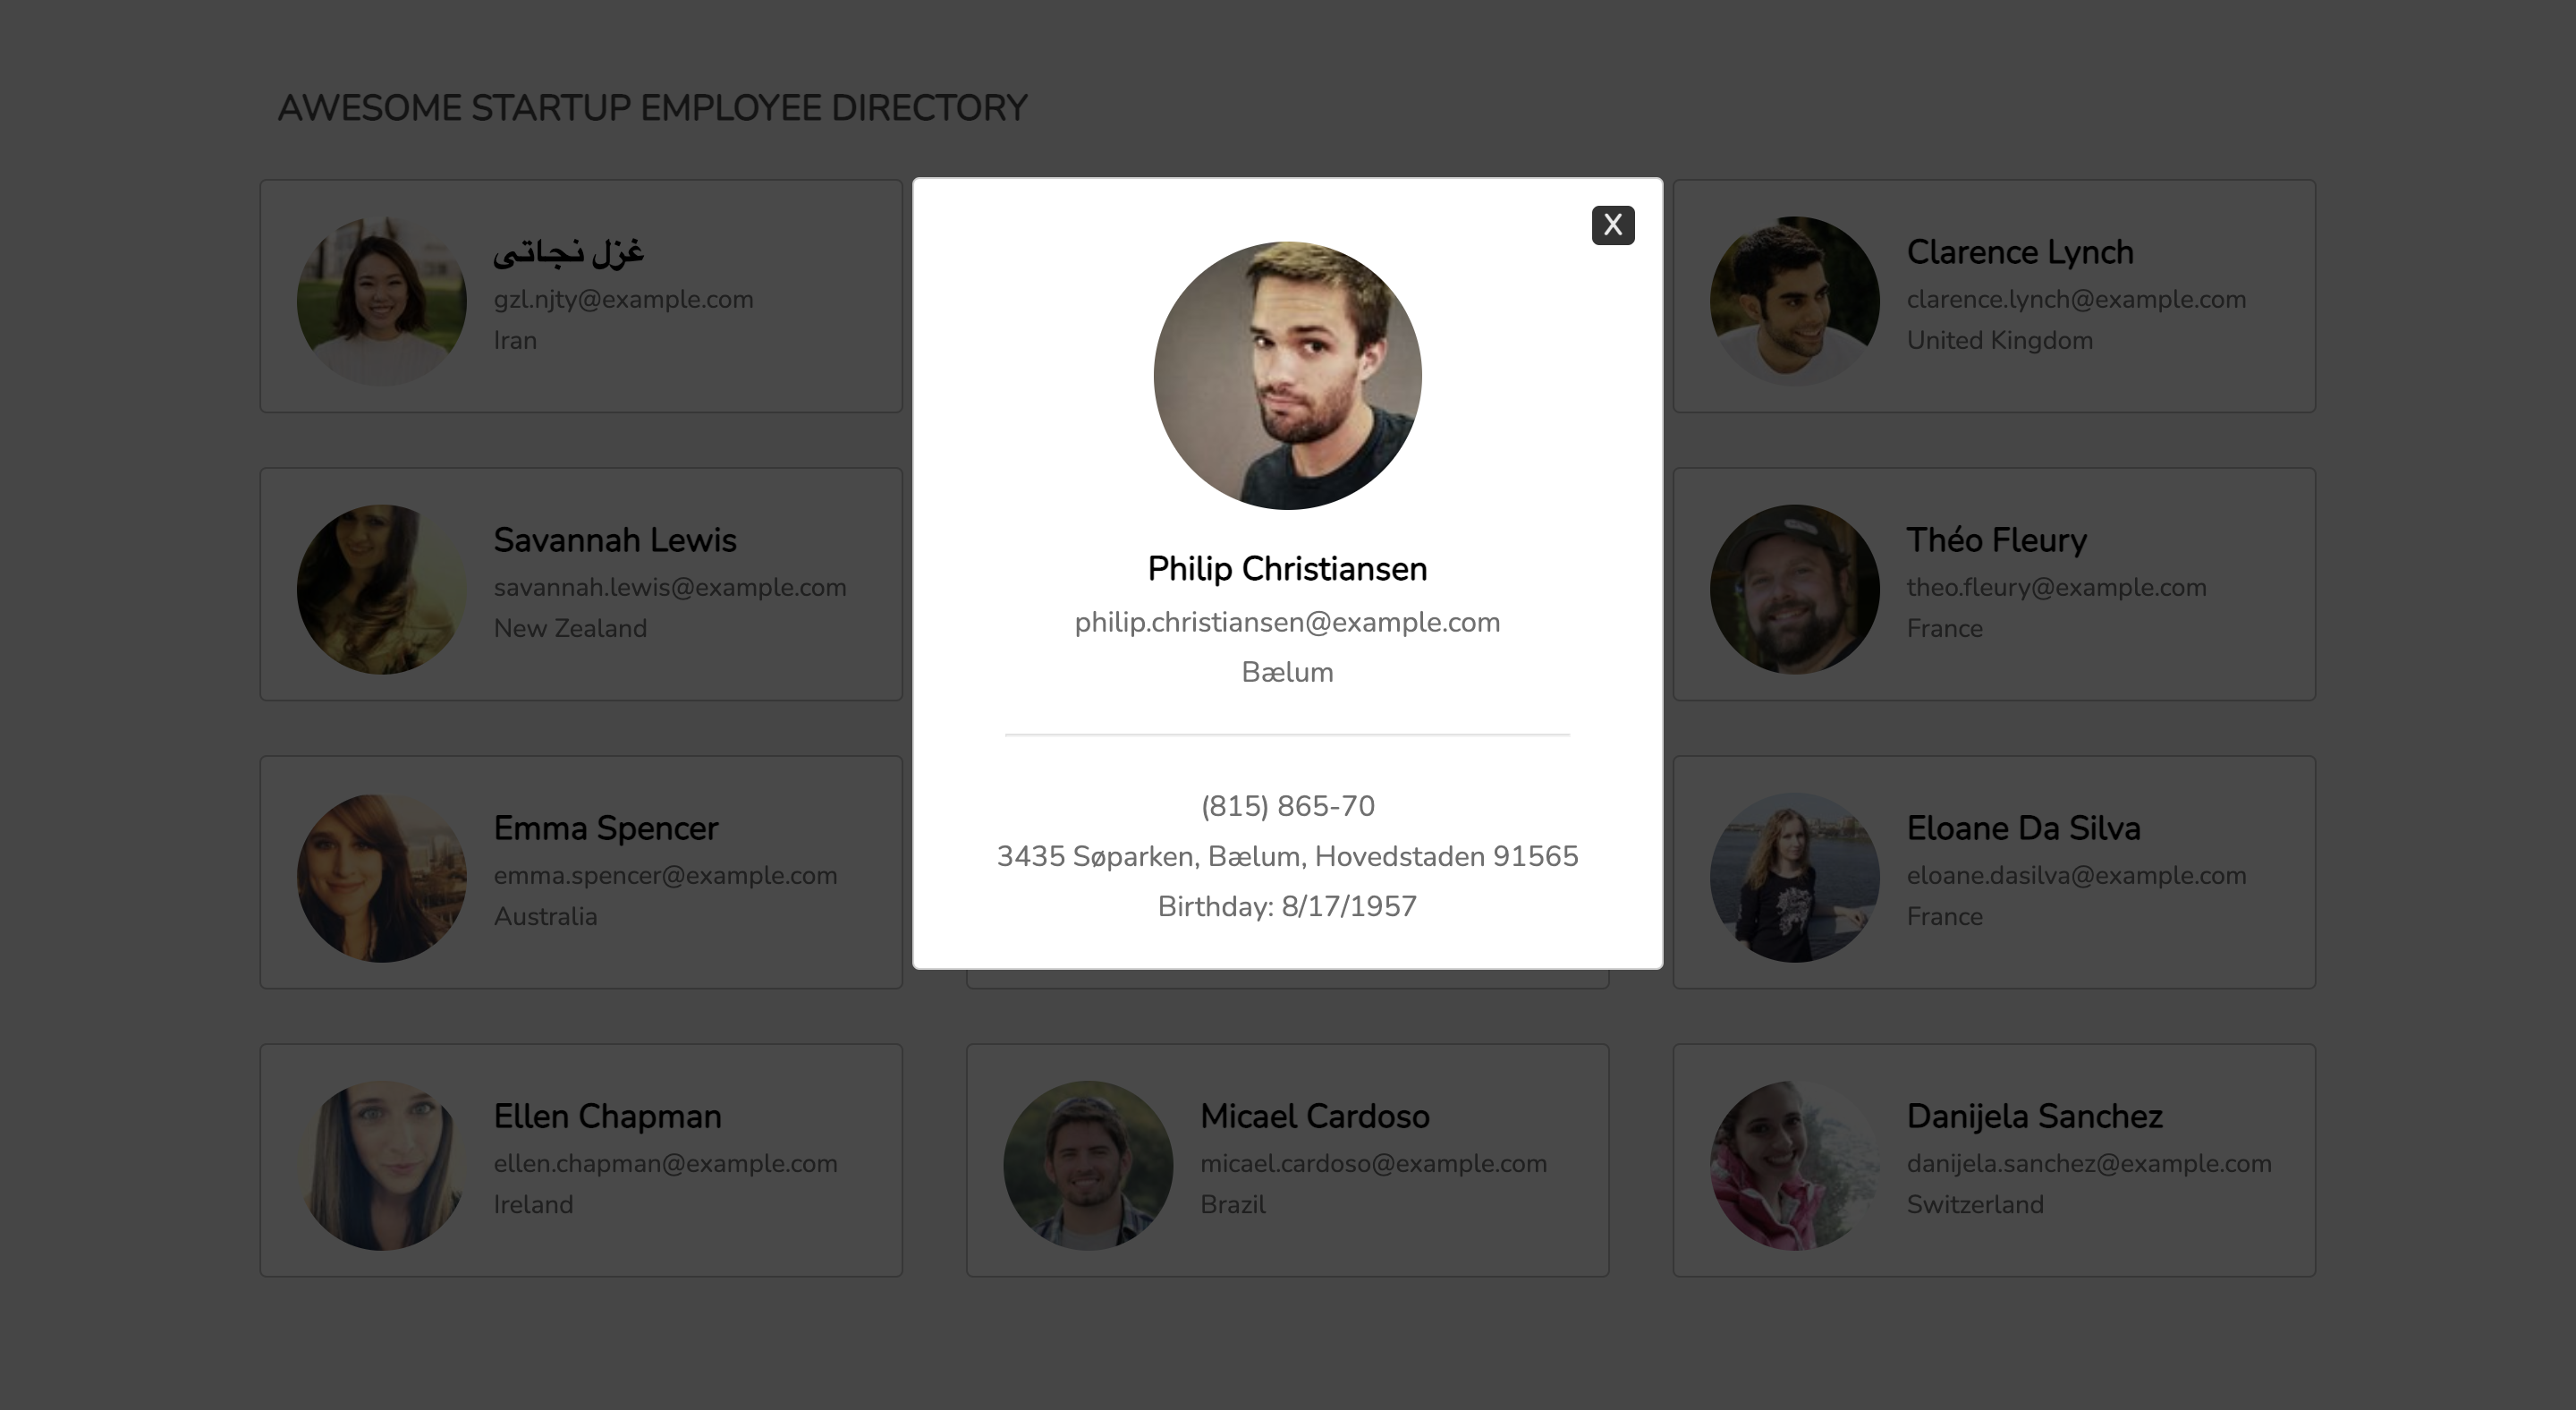 AWESOME STARTUP EMPLOYEE DIRECTORY
غزل نجاتی
gzl.njty@example.com
Iran
Clarence Lynch
clarence.lynch@example.com
United Kingdom
Savannah Lewis
savannah.lewis@example.com
New Zealand
Théo Fleury
theo.fleury@example.com
France
Emma Spencer
emma.spencer@example.com
Australia
Eloane Da Silva
eloane.dasilva@example.com
France
Ellen Chapman
ellen.chapman@example.com
Ireland
Micael Cardoso
micael.cardoso@example.com
Brazil
Danijela Sanchez
danijela.sanchez@example.com
Switzerland
X
Philip Christiansen
philip.christiansen@example.com
Bælum
(815) 865-70
3435 Søparken, Bælum, Hovedstaden 91565
Birthday: 8/17/1957